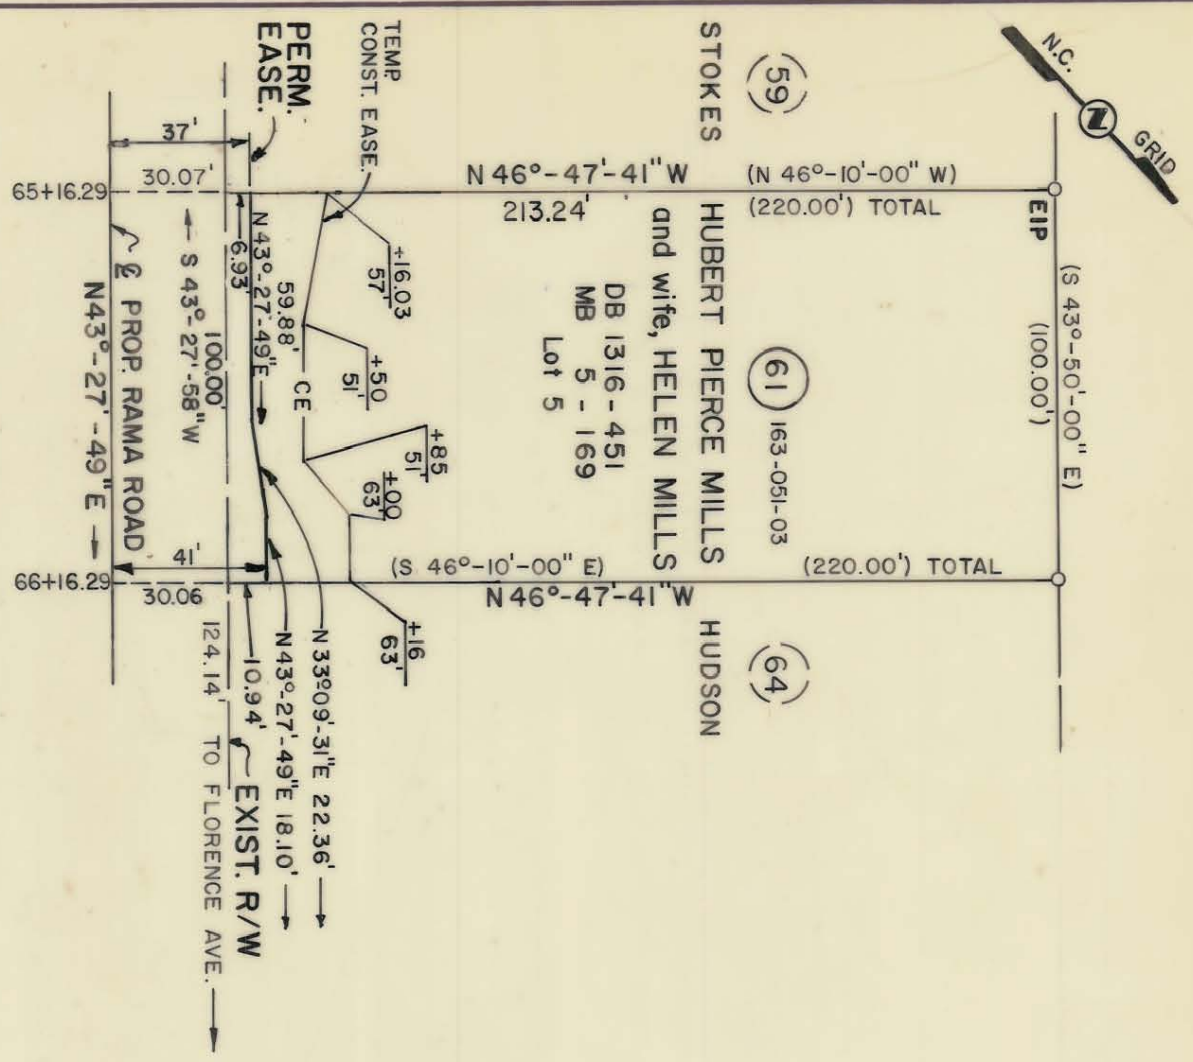 N.C.
GRID
Z
STOKES
(59)
HUBERT PIERCE MILLS
and wife, HELEN MILLS
61
163-051-03
DB 1316-451
MB 5-169
Lot 5
HUDSON
(64)
EIP
(S 43°-50'-00" E)
(100.00')
N 46°-47'-41" W
213.24'
(N 46°-10'-00" W)
(220.00') TOTAL
(S 46°-10'-00" E)
(220.00') TOTAL
N 46°-47'-41" W
TEMP.
CONST. EASE.
PERM.
EASE.
+16.03
57'
+50
51'
+85
51'
+00
63'
+16
63'
CE
59.88'
N 43°-27'-49" E
6.93'
37'
30.07'
65+16.29
100.00'
S 43°-27'-58" W
℄ PROP. RAMA ROAD
N43°-27'-49" E
41'
30.06
66+16.29
N 33°09'-31"E 22.36'
N43°-27'-49"E 18.10'
10.94'
EXIST. R/W
124.14' TO FLORENCE AVE.